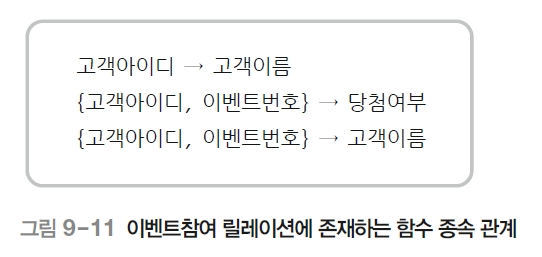 고객아이디 → 고객이름
{고객아이디, 이벤트번호} → 당첨여부
{고객아이디, 이벤트번호} → 고객이름
그림 9-11 이벤트참여 릴레이션에 존재하는 함수 종속 관계